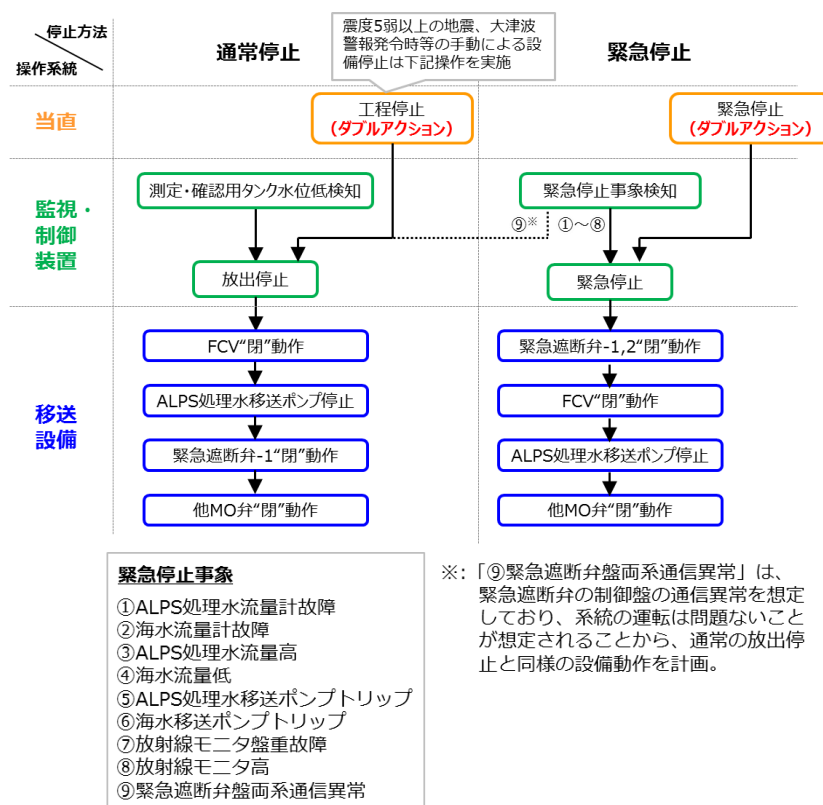 停止方法
操作系統
通常停止
震度5弱以上の地震、大津波
警報発令時等の手動による設
備停止は下記操作を実施
緊急停止
当直
工程停止
(ダブルアクション)
緊急停止
(ダブルアクション)
監視・
制御
装置
測定・確認用タンク水位低検知
緊急停止事象検知
⑨※
①～⑧
放出停止
緊急停止
移送
設備
FCV“閉”動作
ALPS処理水移送ポンプ停止
緊急遮断弁-1“閉”動作
他MO弁“閉”動作
緊急遮断弁-1,2“閉”動作
FCV“閉”動作
ALPS処理水移送ポンプ停止
他MO弁“閉”動作
緊急停止事象
①ALPS処理水流量計故障
②海水流量計故障
③ALPS処理水流量高
④海水流量低
⑤ALPS処理水移送ポンプトリップ
⑥海水移送ポンプトリップ
⑦放射線モニタ盤重故障
⑧放射線モニタ高
⑨緊急遮断弁盤両系通信異常
※：「⑨緊急遮断弁盤両系通信異常」は、
緊急遮断弁の制御盤の通信異常を想定
しており、系統の運転は問題ないこと
が想定されることから、通常の放出停
止と同様の設備動作を計画。